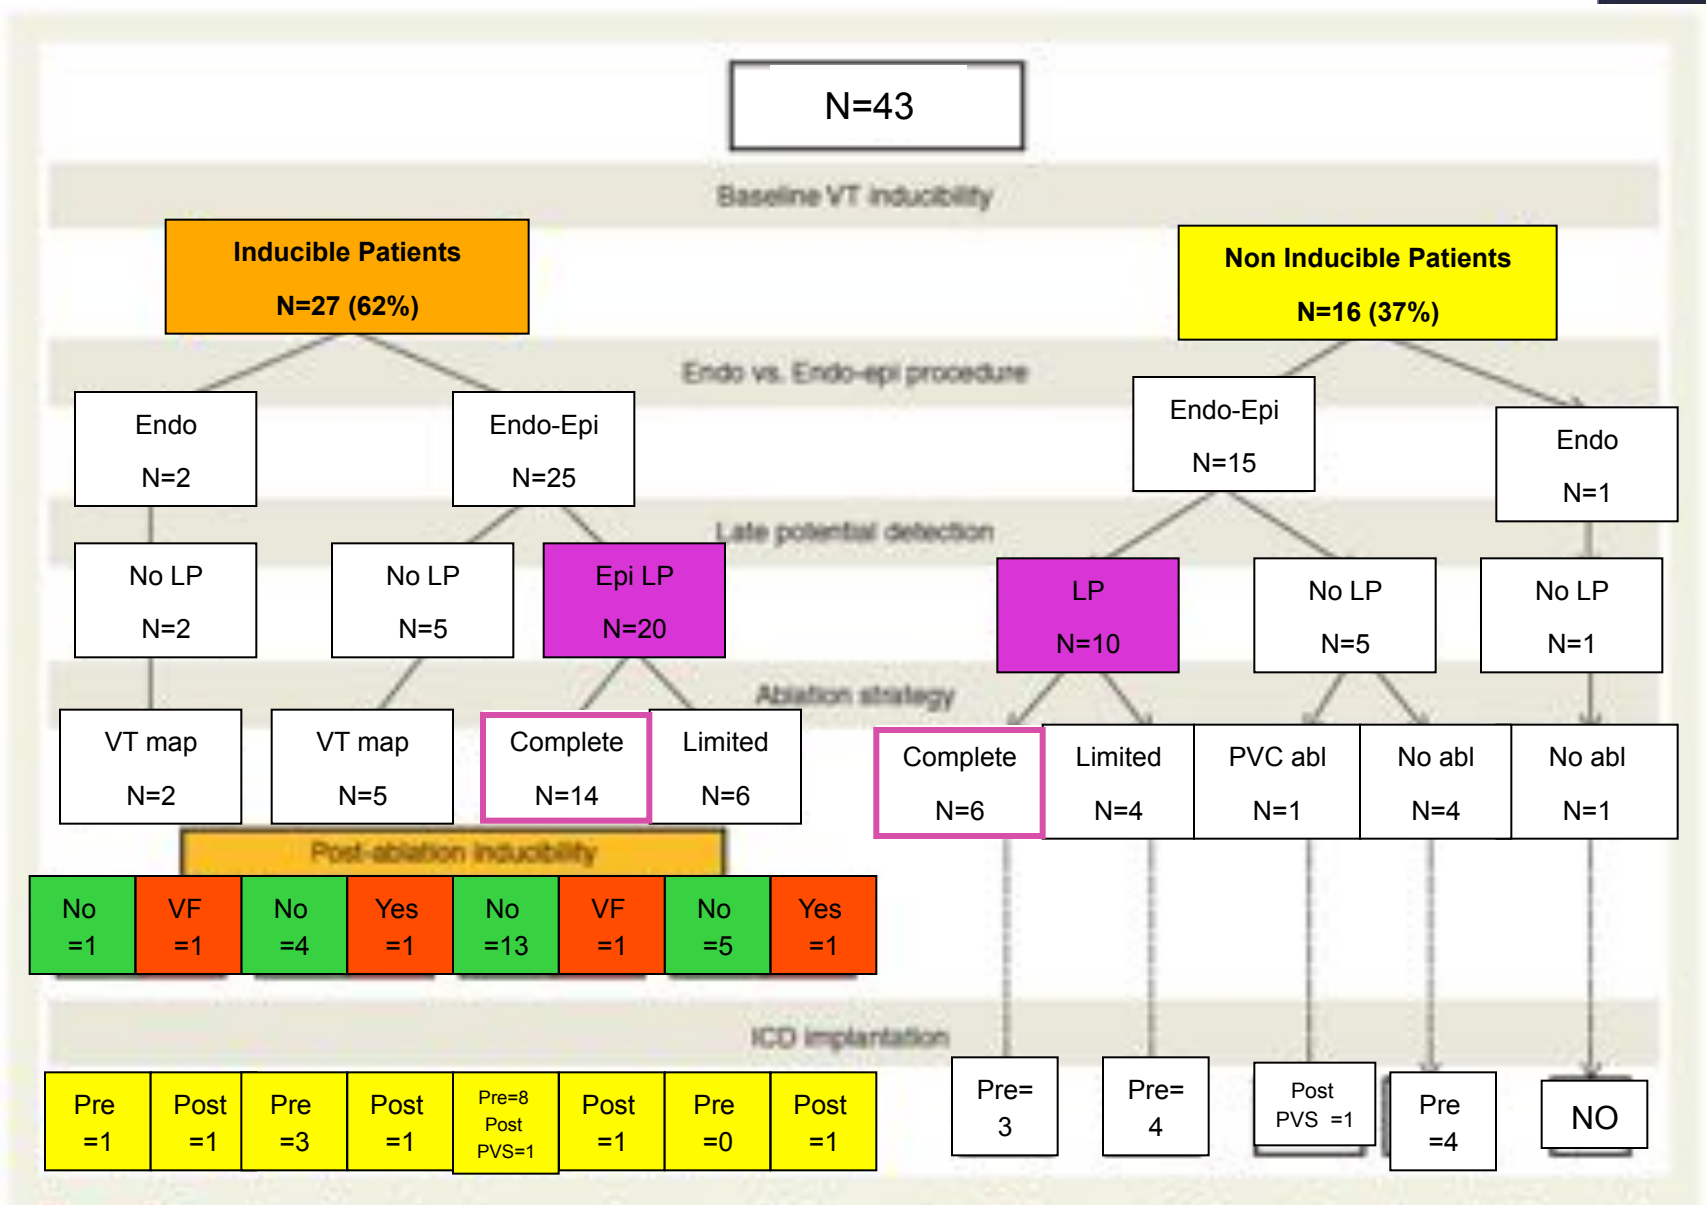 N=43
Baseline VT inducibility
Inducible Patients
N=27 (62%)
Non Inducible Patients
N=16 (37%)
Endo vs. Endo-epi procedure
Endo
N=2
Endo-Epi
N=25
Endo-Epi
N=15
Endo
N=1
Late potential detection
No LP
N=2
No LP
N=5
Epi LP
N=20
LP
N=10
No LP
N=5
No LP
N=1
Ablation strategy
VT map
N=2
VT map
N=5
Complete
N=14
Limited
N=6
Complete
N=6
Limited
N=4
PVC abl
N=1
No abl
N=4
No abl
N=1
Post-ablation inducibility
No
=1
VF
=1
No
=4
Yes
=1
No
=13
VF
=1
No
=5
Yes
=1
ICD implantation
Pre
=1
Post
=1
Pre
=3
Post
=1
Pre=8
Post
PVS=1
Post
=1
Pre
=0
Post
=1
Pre=
3
Pre=
4
Post
PVS =1
Pre
=4
NO